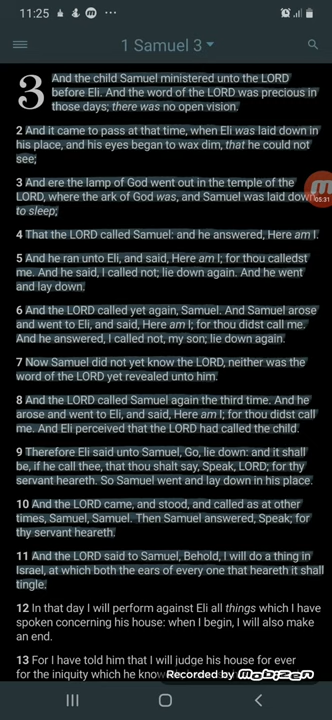 11:25
1 Samuel 3
3 And the child Samuel ministered unto the LORD
before Eli. And the word of the LORD was precious in
those days; there was no open vision.
2 And it came to pass at that time, when Eli was laid down in
his place, and his eyes began to wax dim, that he could not
see;
3 And ere the lamp of God went out in the temple of the
LORD, where the ark of God was, and Samuel was laid down
to sleep;
05:31
4 That the LORD called Samuel: and he answered, Here am I.
5 And he ran unto Eli, and said, Here am I; for thou calledst
me. And he said, I called not; lie down again. And he went
and lay down.
6 And the LORD called yet again, Samuel. And Samuel arose
and went to Eli, and said, Here am I; for thou didst call me.
And he answered, I called not, my son; lie down again.
7 Now Samuel did not yet know the LORD, neither was the
word of the LORD yet revealed unto him.
8 And the LORD called Samuel again the third time. And he
arose and went to Eli, and said, Here am I; for thou didst call
me. And Eli perceived that the LORD had called the child.
9 Therefore Eli said unto Samuel, Go, lie down: and it shall
be, if he call thee, that thou shalt say, Speak, LORD; for thy
servant heareth. So Samuel went and lay down in his place.
10 And the LORD came, and stood, and called as at other
times, Samuel, Samuel. Then Samuel answered, Speak; for
thy servant heareth.
11 And the LORD said to Samuel, Behold, I will do a thing in
Israel, at which both the ears of every one that heareth it shall
tingle.
12 In that day I will perform against Eli all things which I have
spoken concerning his house: when I begin, I will also make
an end.
13 For I have told him that I will judge his house for ever
for the iniquity which he know
Recorded by MOBIZEN